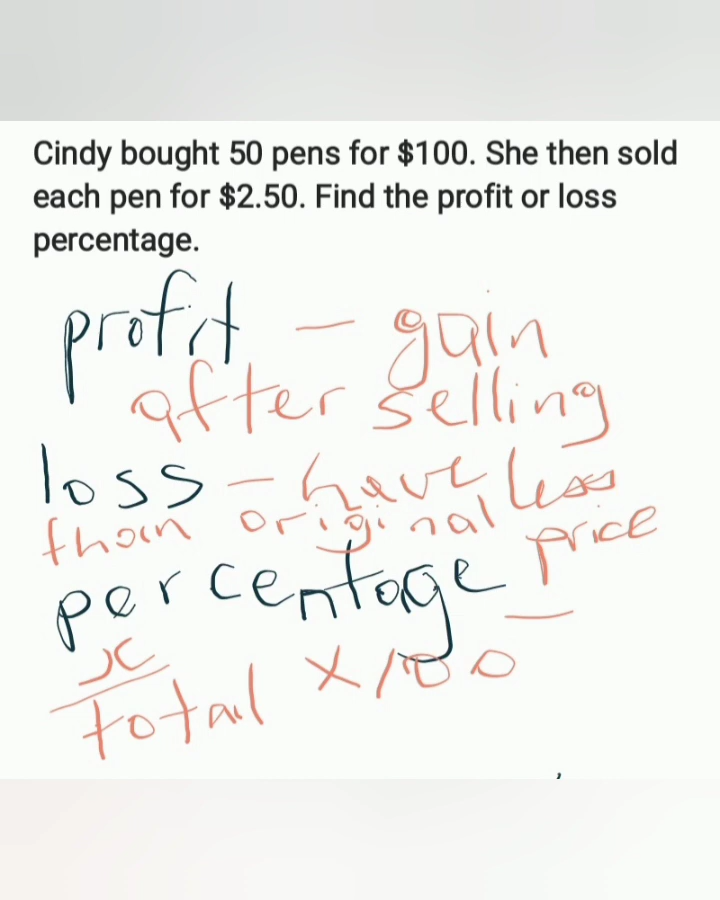 Cindy bought 50 pens for $100. She then sold
each pen for $2.50. Find the profit or loss
percentage.
profit - gain
after selling
loss - have less
than original price
percentage -
x
total x 100